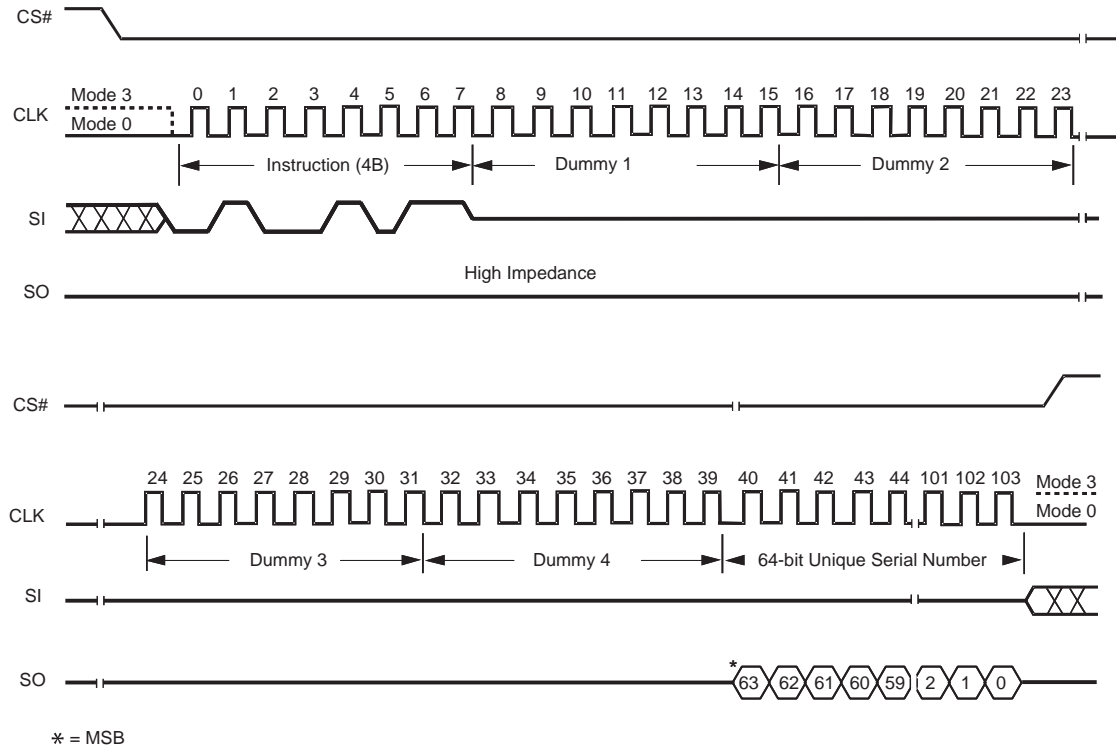 CS#
Mode 3
0 1 2 3 4 5 6 7 8 9 10 11 12 13 14 15 16 17 18 19 20 21 22 23
CLK
Mode 0
Instruction (4B) Dummy 1 Dummy 2
SI
High Impedance
SO
CS#
24 25 26 27 28 29 30 31 32 33 34 35 36 37 38 39 40 41 42 43 44 101 102 103
Mode 3
CLK
Mode 0
Dummy 3 Dummy 4 64-bit Unique Serial Number
SI
*
SO 63 62 61 60 59 2 1 0
* = MSB